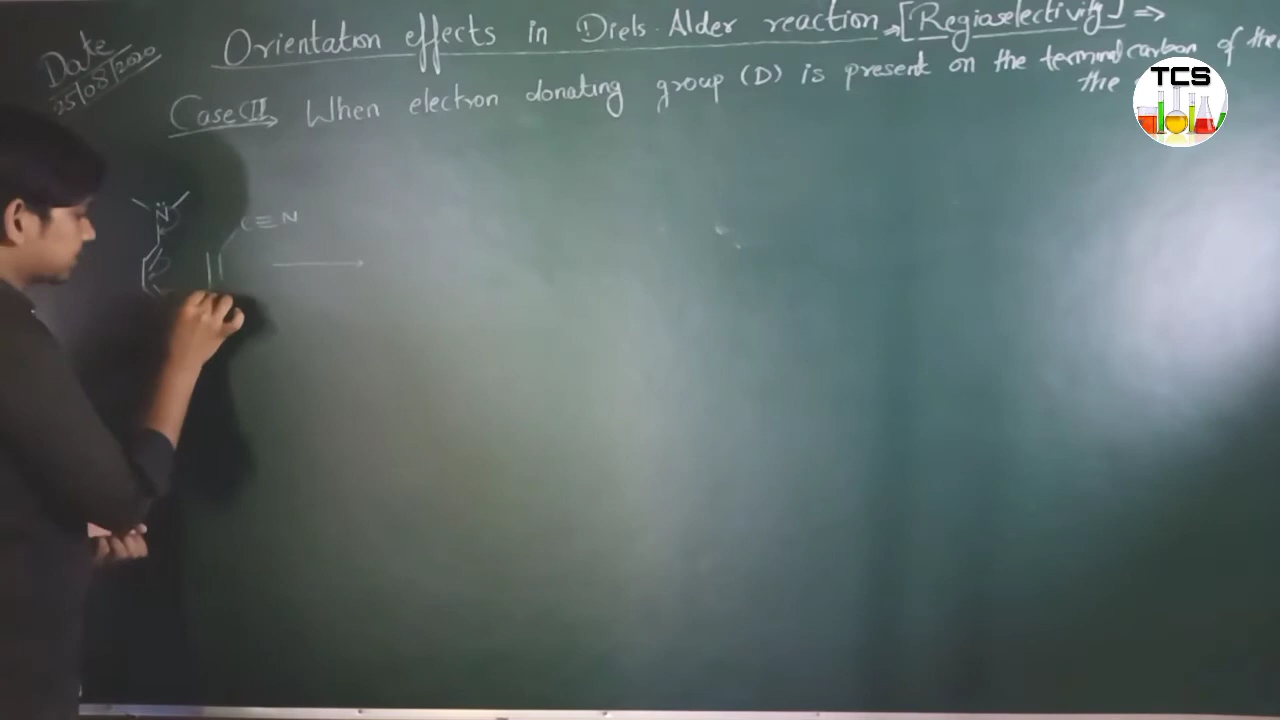 Date
25/08/2020
Orientation effects in Diels-Alder reaction → [Regiaselectivity] ⇒
Case II When electron donating group (D) is present on the terminal carbon of the
the
TCS
N̈
C≡N